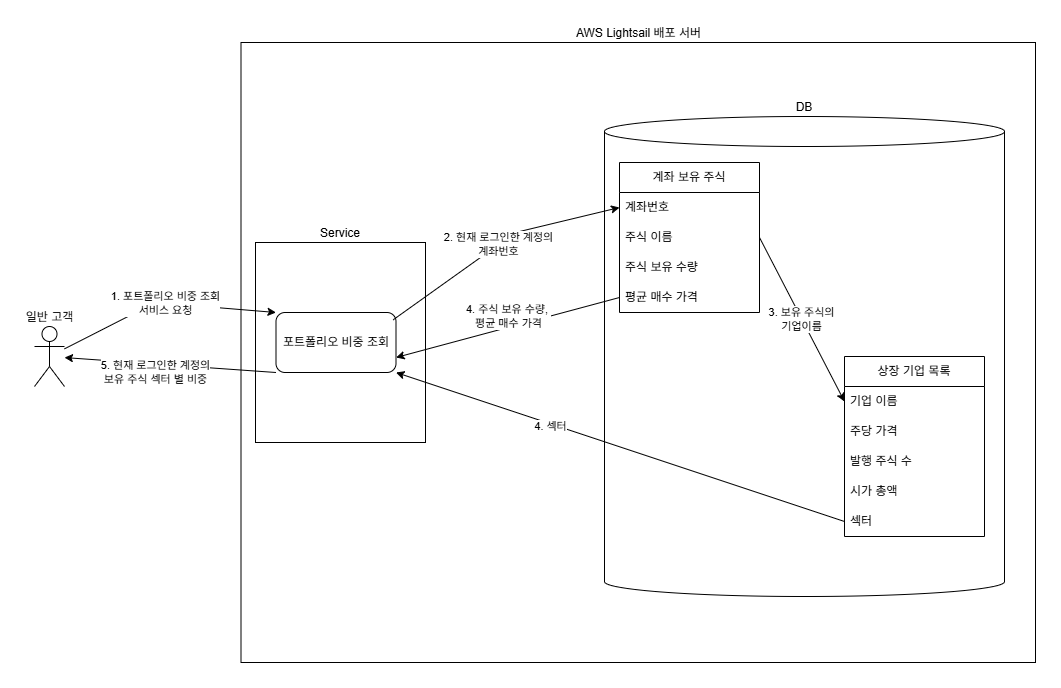 AWS Lightsail 배포 서버
DB
계좌 보유 주식
계좌번호
주식 이름
주식 보유 수량
평균 매수 가격
Service
2. 현재 로그인한 계정의
계좌번호
1. 포트폴리오 비중 조회
서비스 요청
일반 고객
4. 주식 보유 수량,
평균 매수 가격
3. 보유 주식의
기업이름
포트폴리오 비중 조회
5. 현재 로그인한 계정의
보유 주식 섹터 별 비중
상장 기업 목록
기업 이름
주당 가격
발행 주식 수
시가 총액
섹터
4. 섹터